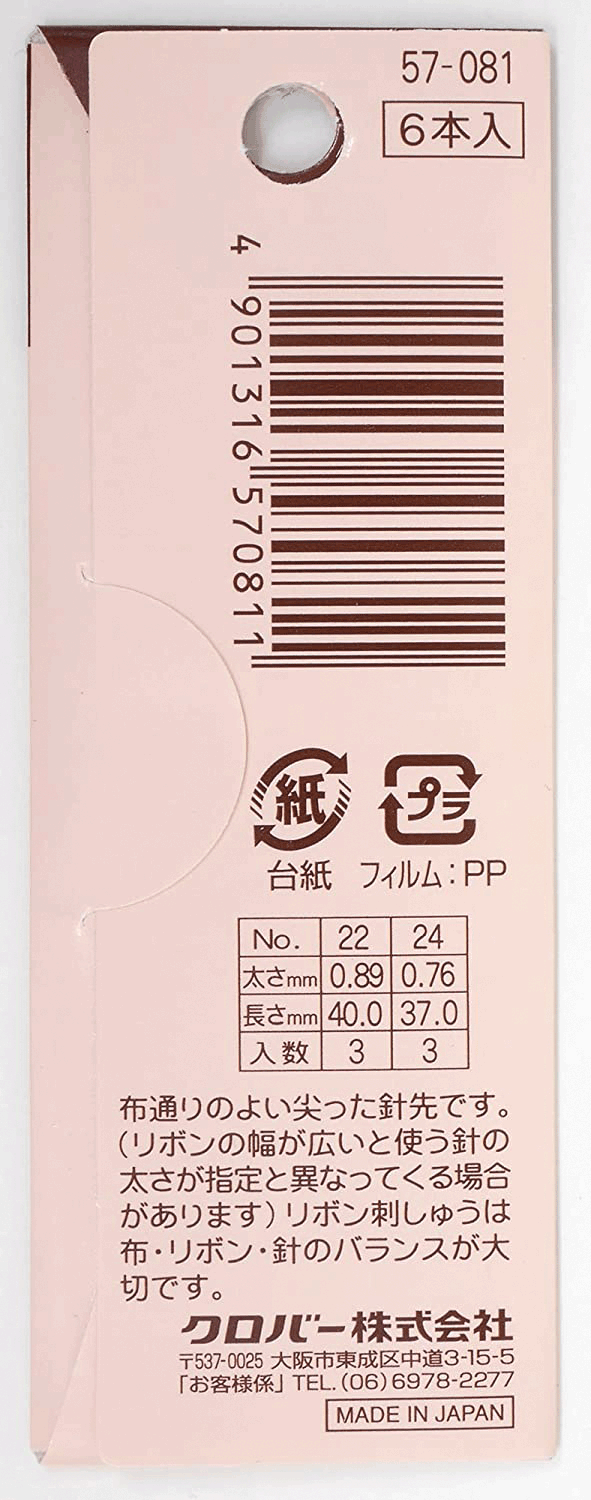 57-081
6本入
4 901316 570811
紙 プラ
台紙 フィルム:PP
No. 22 24
太さmm 0.89 0.76
長さmm 40.0 37.0
入数 3 3
布通りのよい尖った針先です。
(リボンの幅が広いと使う針の
太さが指定と異なってくる場合
があります)リボン刺しゅうは
布・リボン・針のバランスが大
切です。
クロバー株式会社
〒537-0025 大阪市東成区中道3-15-5
「お客様係」TEL.(06)6978-2277
MADE IN JAPAN